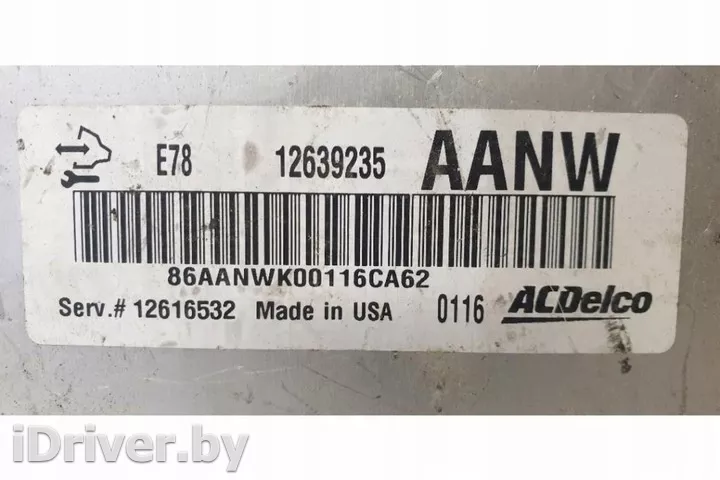 E78 12639235 AANW
86AANWK00116CA62
Serv.# 12616532 Made in USA 0116 ACDelco
iDriver.by